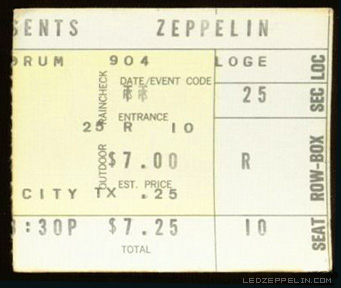 SENTS ZEPPELIN
ORUM 904 LOGE
RAINCHECK
DATE/EVENT CODE
25
SEC LOC
ENTRANCE
25 R 10
OUTDOOR
$7.00 R
ROW-BOX
EST. PRICE
CITY TX .25
:30P $7.25 10
SEAT
TOTAL
LEDZEPPELIN.COM